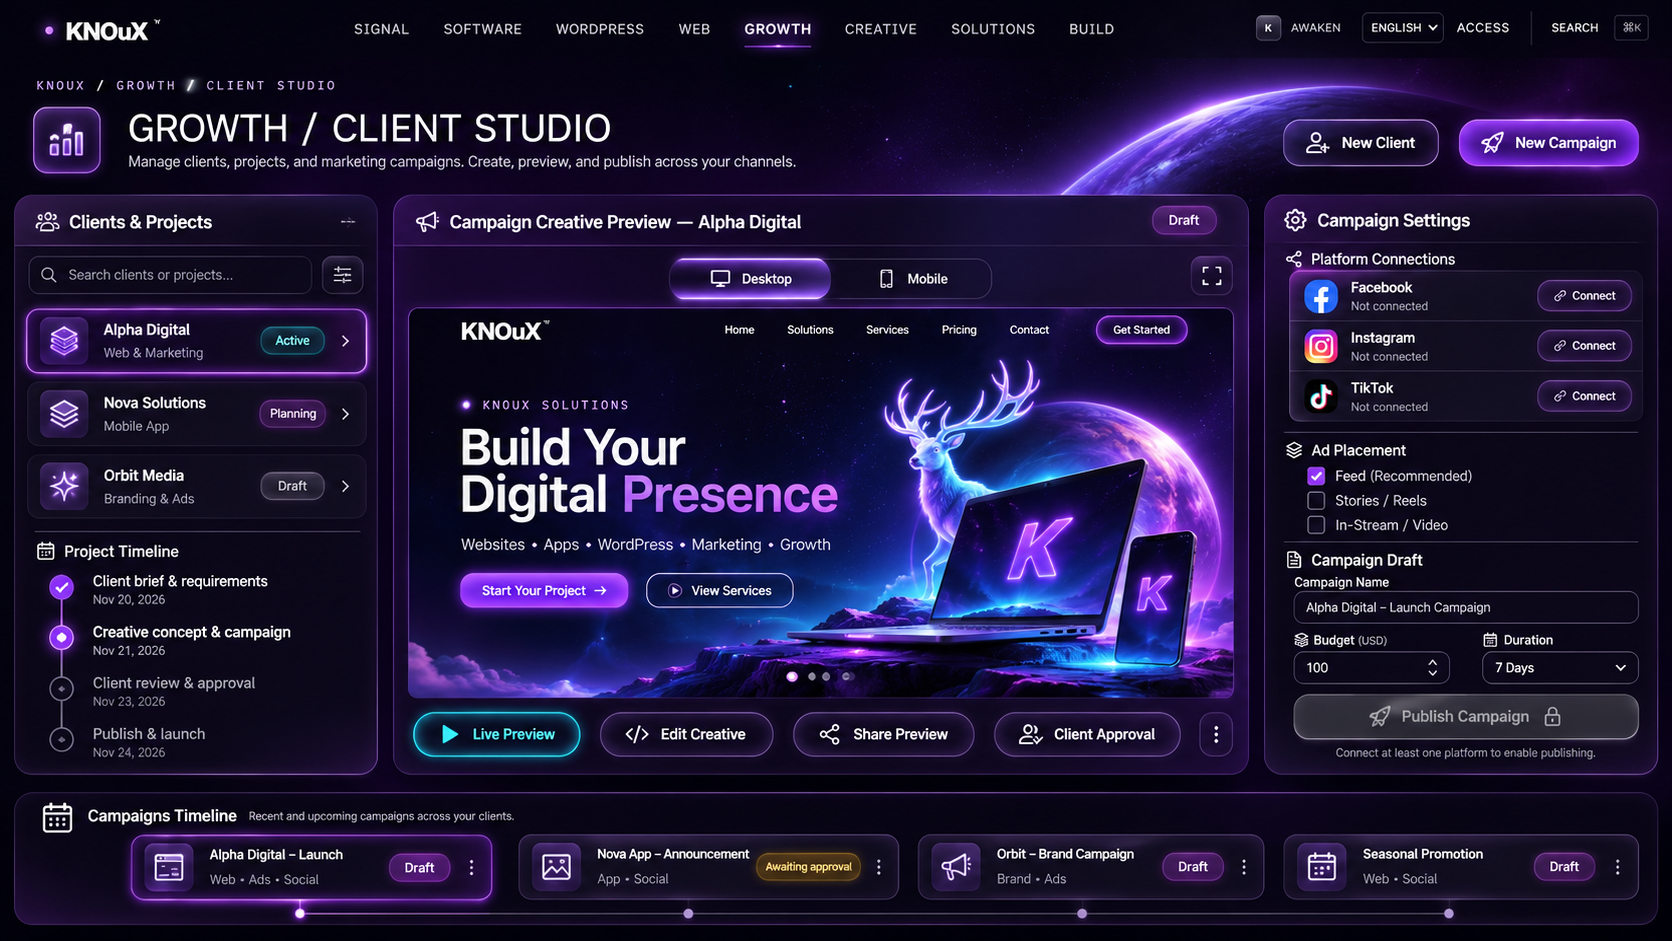 KNOuX
SIGNAL SOFTWARE WORDPRESS WEB GROWTH CREATIVE SOLUTIONS BUILD
K AWAKEN ENGLISH ACCESS SEARCH ⌘K
KNOUX / GROWTH / CLIENT STUDIO
GROWTH / CLIENT STUDIO
Manage clients, projects, and marketing campaigns. Create, preview, and publish across your channels.
New Client
New Campaign
Clients & Projects
Search clients or projects...
Alpha Digital
Web & Marketing
Active
Nova Solutions
Mobile App
Planning
Orbit Media
Branding & Ads
Draft
Project Timeline
Client brief & requirements
Nov 20, 2026
Creative concept & campaign
Nov 21, 2026
Client review & approval
Nov 23, 2026
Publish & launch
Nov 24, 2026
Campaign Creative Preview — Alpha Digital
Draft
Desktop
Mobile
KNOuX
Home Solutions Services Pricing Contact Get Started
KNOUX SOLUTIONS
Build Your
Digital Presence
Websites • Apps • WordPress • Marketing • Growth
Start Your Project →
View Services
K
K
Live Preview
Edit Creative
Share Preview
Client Approval
Campaign Settings
Platform Connections
Facebook
Not connected
Connect
Instagram
Not connected
Connect
TikTok
Not connected
Connect
Ad Placement
Feed (Recommended)
Stories / Reels
In-Stream / Video
Campaign Draft
Campaign Name
Alpha Digital – Launch Campaign
Budget (USD)
Duration
100
7 Days
Publish Campaign
Connect at least one platform to enable publishing.
Campaigns Timeline
Recent and upcoming campaigns across your clients.
Alpha Digital – Launch
Web • Ads • Social
Draft
Nova App – Announcement
App • Social
Awaiting approval
Orbit – Brand Campaign
Brand • Ads
Draft
Seasonal Promotion
Web • Social
Draft